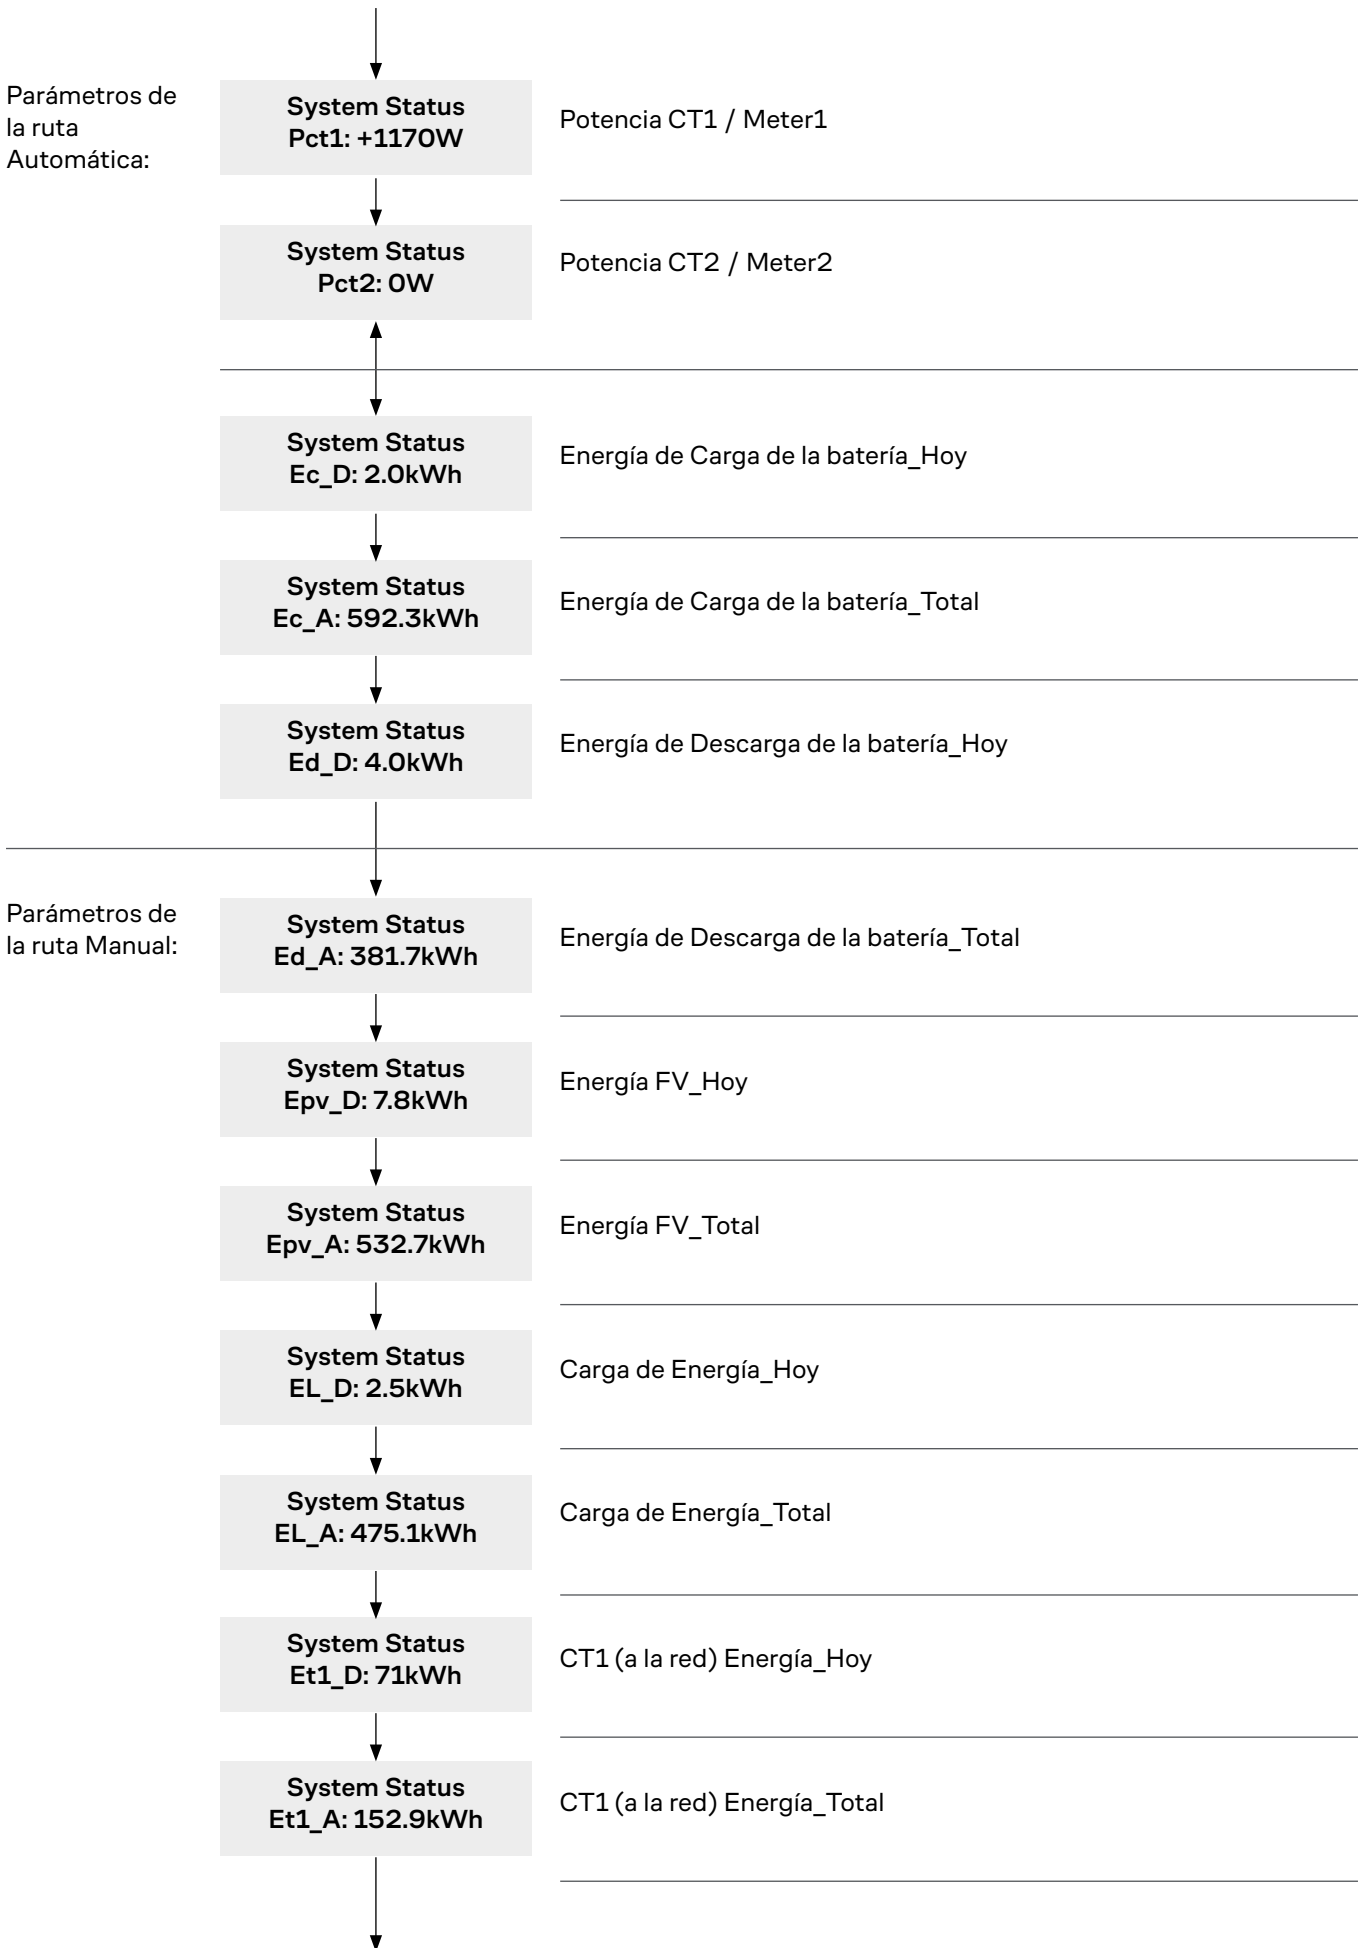 Parámetros de
la ruta
Automática:
System Status
Pct1: +1170W
Potencia CT1 / Meter1
System Status
Pct2: 0W
Potencia CT2 / Meter2
System Status
Ec_D: 2.0kWh
Energía de Carga de la batería_Hoy
System Status
Ec_A: 592.3kWh
Energía de Carga de la batería_Total
System Status
Ed_D: 4.0kWh
Energía de Descarga de la batería_Hoy
Parámetros de
la ruta Manual:
System Status
Ed_A: 381.7kWh
Energía de Descarga de la batería_Total
System Status
Epv_D: 7.8kWh
Energía FV_Hoy
System Status
Epv_A: 532.7kWh
Energía FV_Total
System Status
EL_D: 2.5kWh
Carga de Energía_Hoy
System Status
EL_A: 475.1kWh
Carga de Energía_Total
System Status
Et1_D: 71kWh
CT1 (a la red) Energía_Hoy
System Status
Et1_A: 152.9kWh
CT1 (a la red) Energía_Total